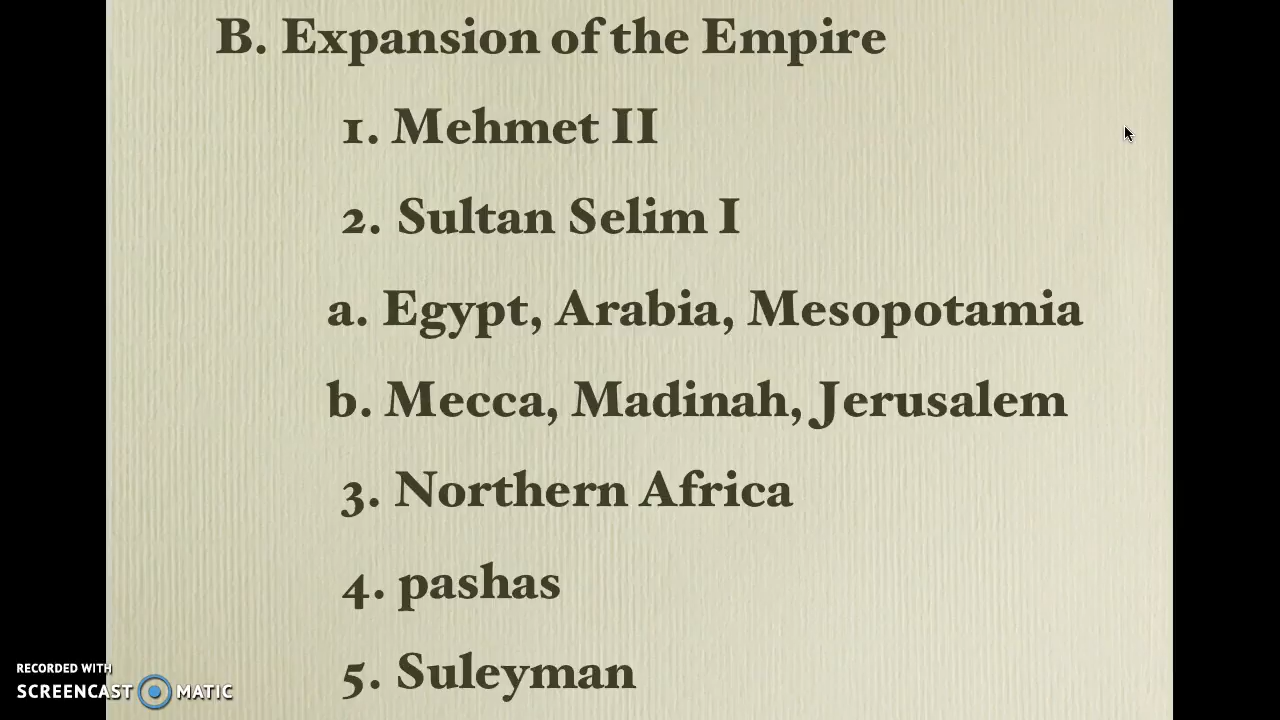 B. Expansion of the Empire
1. Mehmet II
2. Sultan Selim I
a. Egypt, Arabia, Mesopotamia
b. Mecca, Madinah, Jerusalem
3. Northern Africa
4. pashas
5. Suleyman
RECORDED WITH
SCREENCAST MATIC